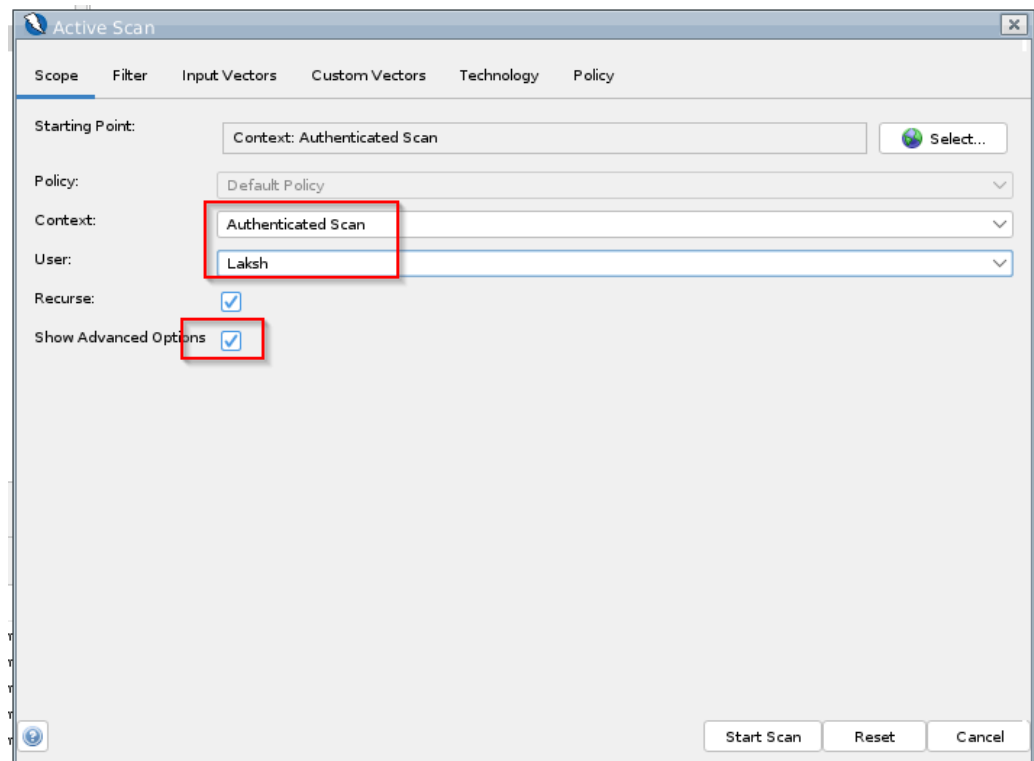 Active Scan
Scope Filter Input Vectors Custom Vectors Technology Policy
Starting Point: Context: Authenticated Scan Select...
Policy: Default Policy
Context: Authenticated Scan
User: Laksh
Recurse:
Show Advanced Options
Start Scan Reset Cancel